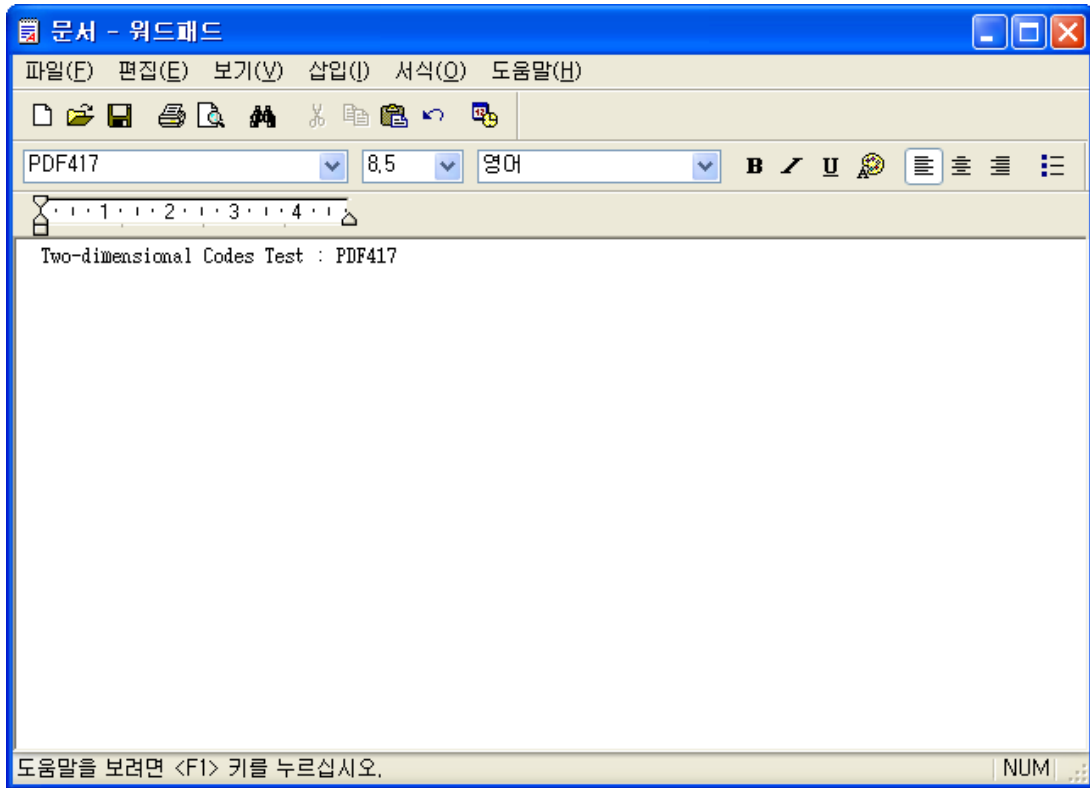 문서 - 워드패드
파일(F) 편집(E) 보기(V) 삽입(I) 서식(O) 도움말(H)
PDF417 8,5 영어 B U
1 2 3 4
Two-dimensional Codes Test : PDF417
도움말을 보려면 <F1> 키를 누르십시오. NUM